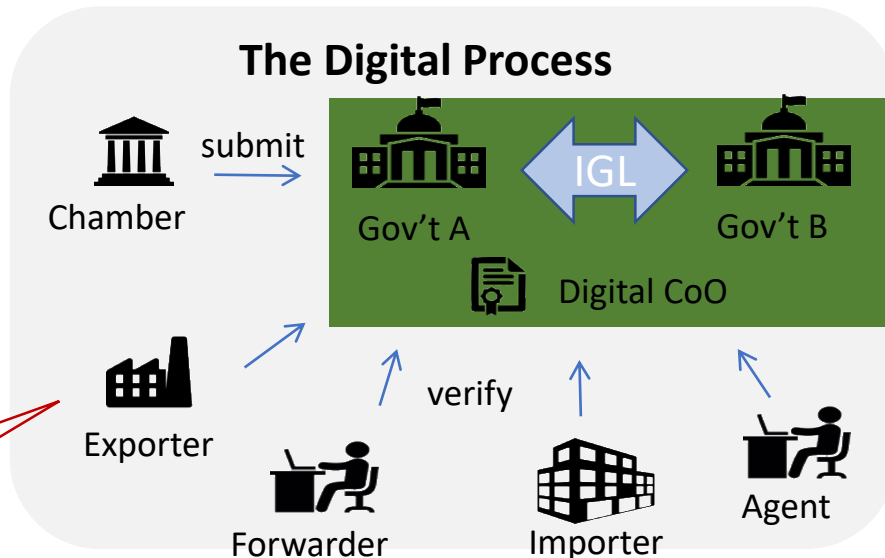 The Digital Process
submit
IGL
Chamber
Gov't A
Gov't B
Digital CoO
verify
Exporter
Agent
Forwarder
Importer